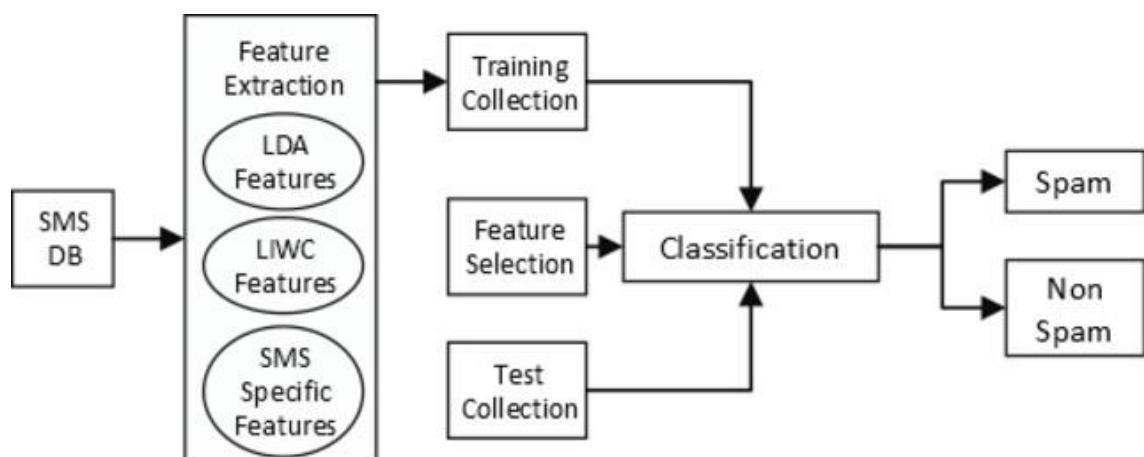 SMS
DB
Feature
Extraction
LDA
Features
LIWC
Features
SMS
Specific
Features
Training
Collection
Feature
Selection
Test
Collection
Classification
Spam
Non
Spam